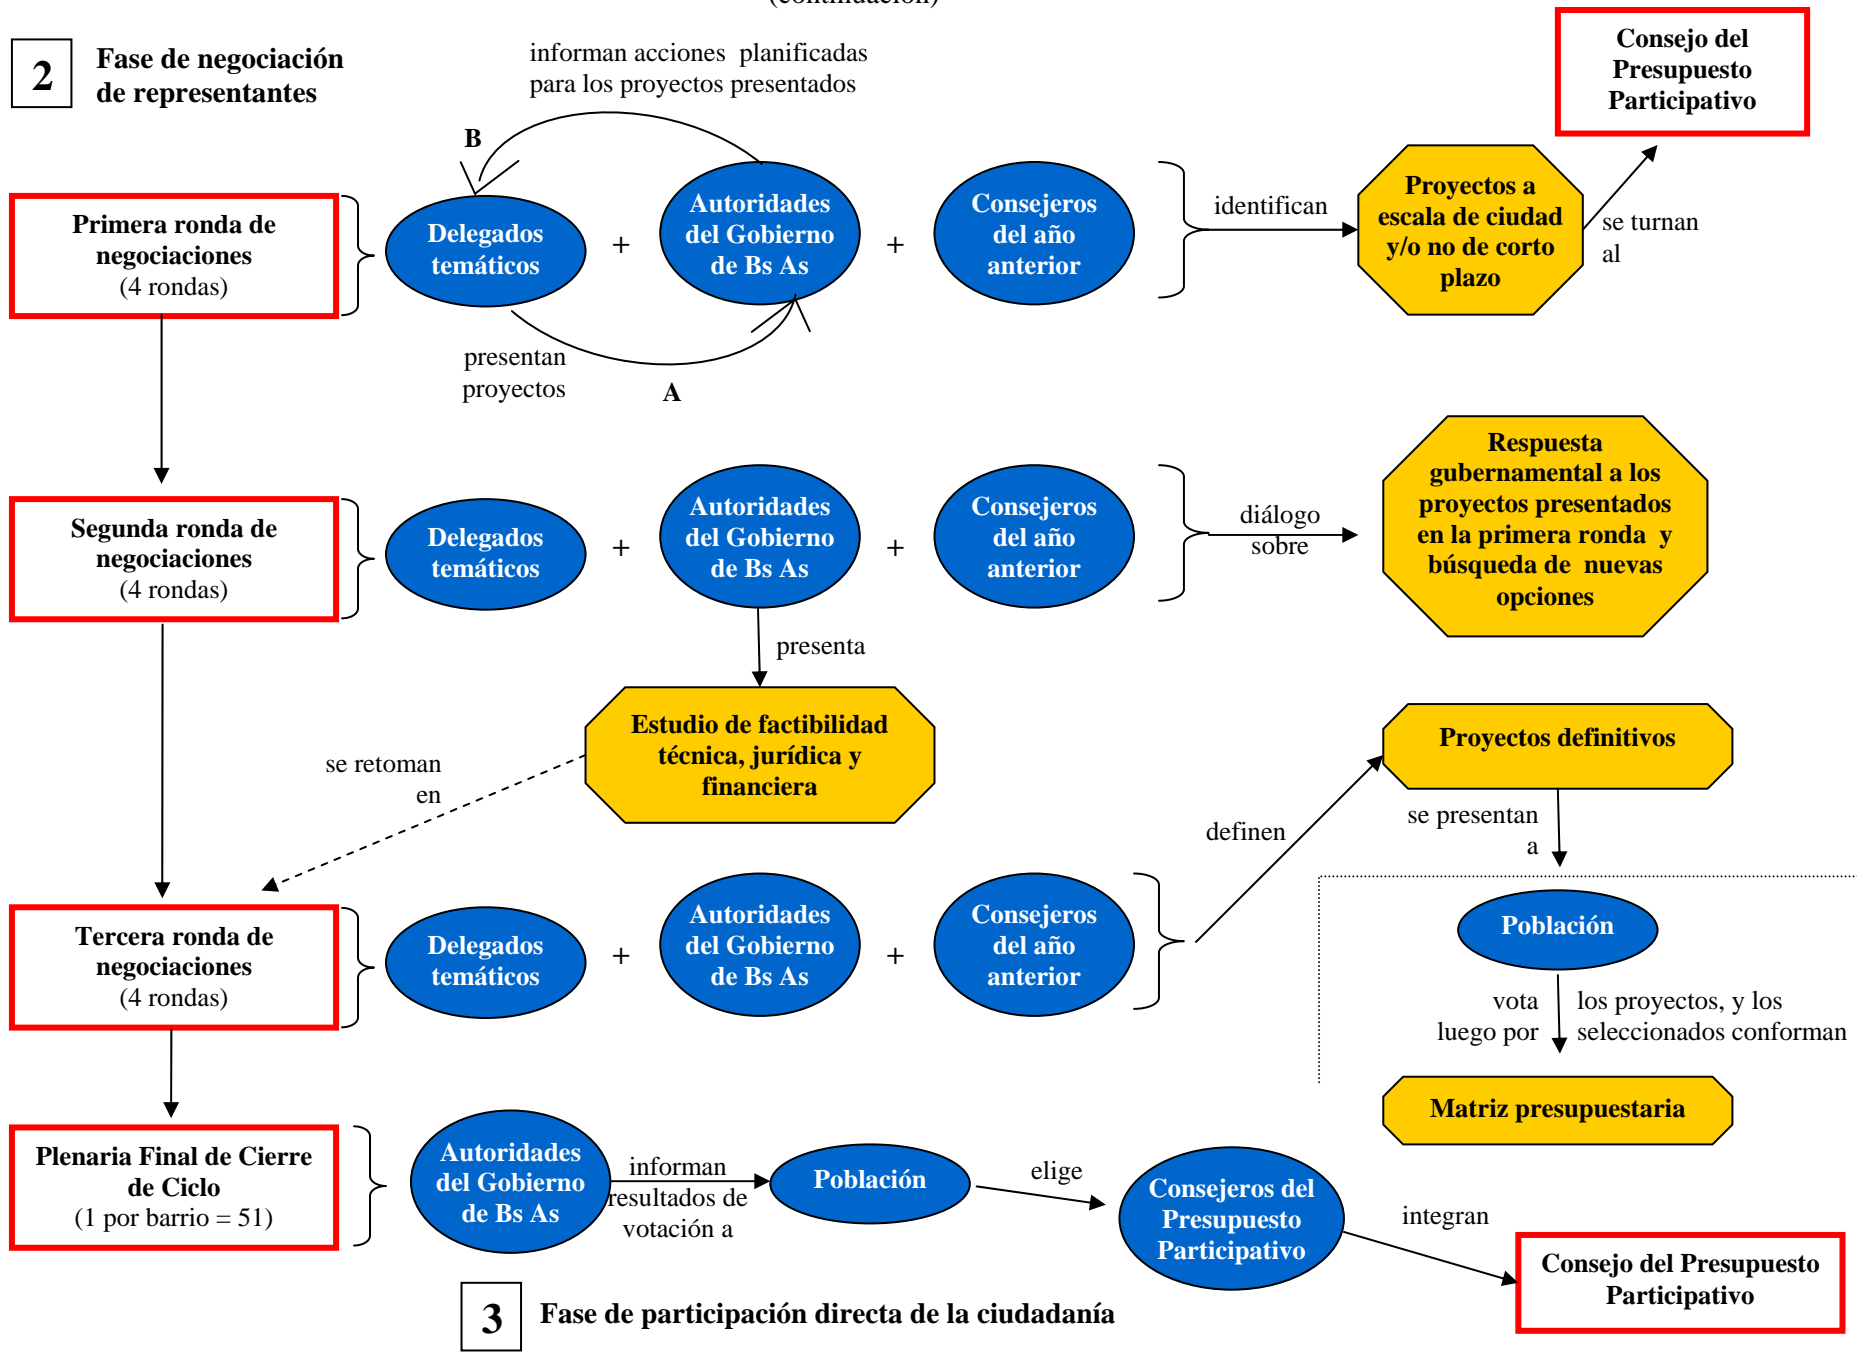 (continuación)
2
Fase de negociación
de representantes
informan acciones planificadas
para los proyectos presentados
Consejo del
Presupuesto
Participativo
B
Primera ronda de
negociaciones
(4 rondas)
Delegados
temáticos
+
Autoridades
del Gobierno
de Bs As
+
Consejeros
del año
anterior
identifican
Proyectos a
escala de ciudad
y/o no de corto
plazo
se turnan
al
presentan
proyectos
A
Segunda ronda de
negociaciones
(4 rondas)
Delegados
temáticos
+
Autoridades
del Gobierno
de Bs As
+
Consejeros
del año
anterior
diálogo
sobre
Respuesta
gubernamental a los
proyectos presentados
en la primera ronda y
búsqueda de nuevas
opciones
presenta
Estudio de factibilidad
técnica, jurídica y
financiera
se retoman
en
Proyectos definitivos
definen
se presentan
a
Tercera ronda de
negociaciones
(4 rondas)
Delegados
temáticos
+
Autoridades
del Gobierno
de Bs As
+
Consejeros
del año
anterior
Población
vota
luego por
los proyectos, y los
seleccionados conforman
Matriz presupuestaria
Plenaria Final de Cierre
de Ciclo
(1 por barrio = 51)
Autoridades
del Gobierno
de Bs As
informan
resultados de
votación a
Población
elige
Consejeros del
Presupuesto
Participativo
integran
Consejo del Presupuesto
Participativo
3
Fase de participación directa de la ciudadanía